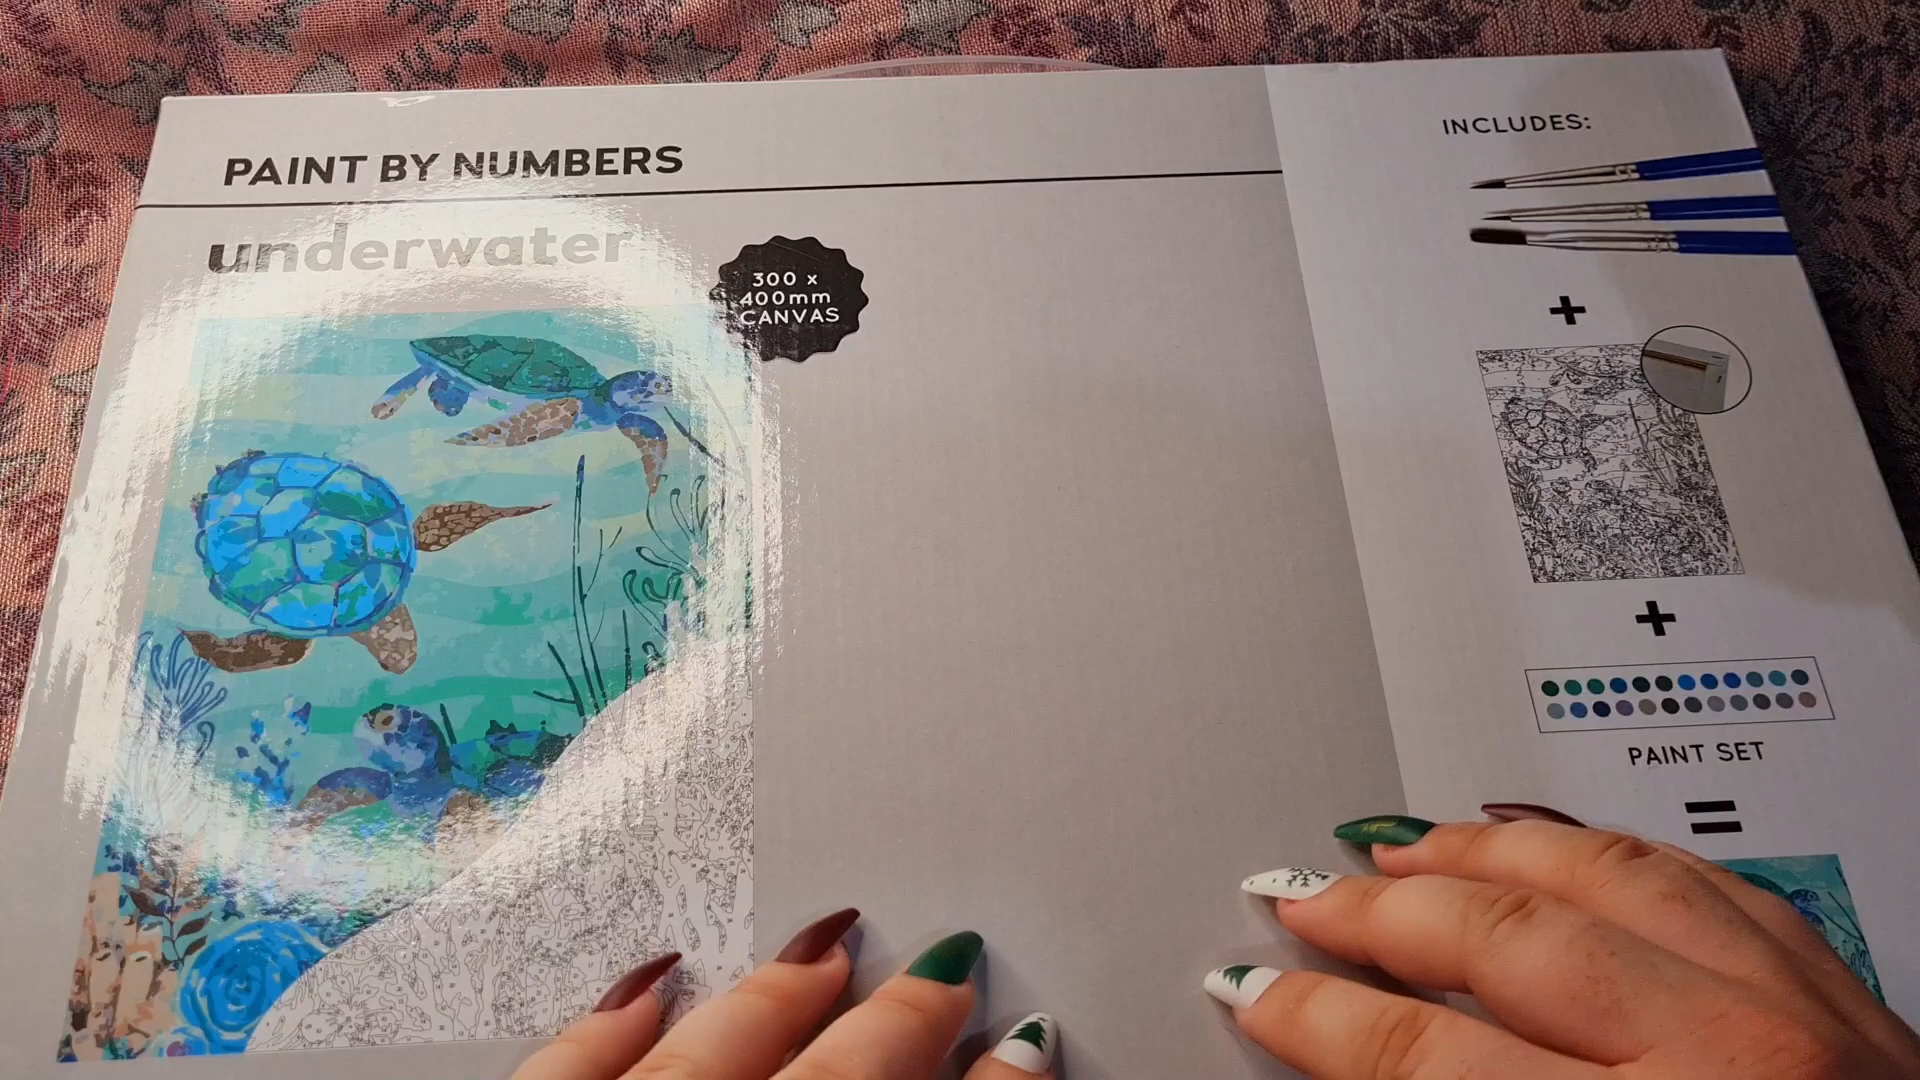 PAINT BY NUMBERS
underwater
300 x
400mm
CANVAS
INCLUDES:
+
+
PAINT SET
=